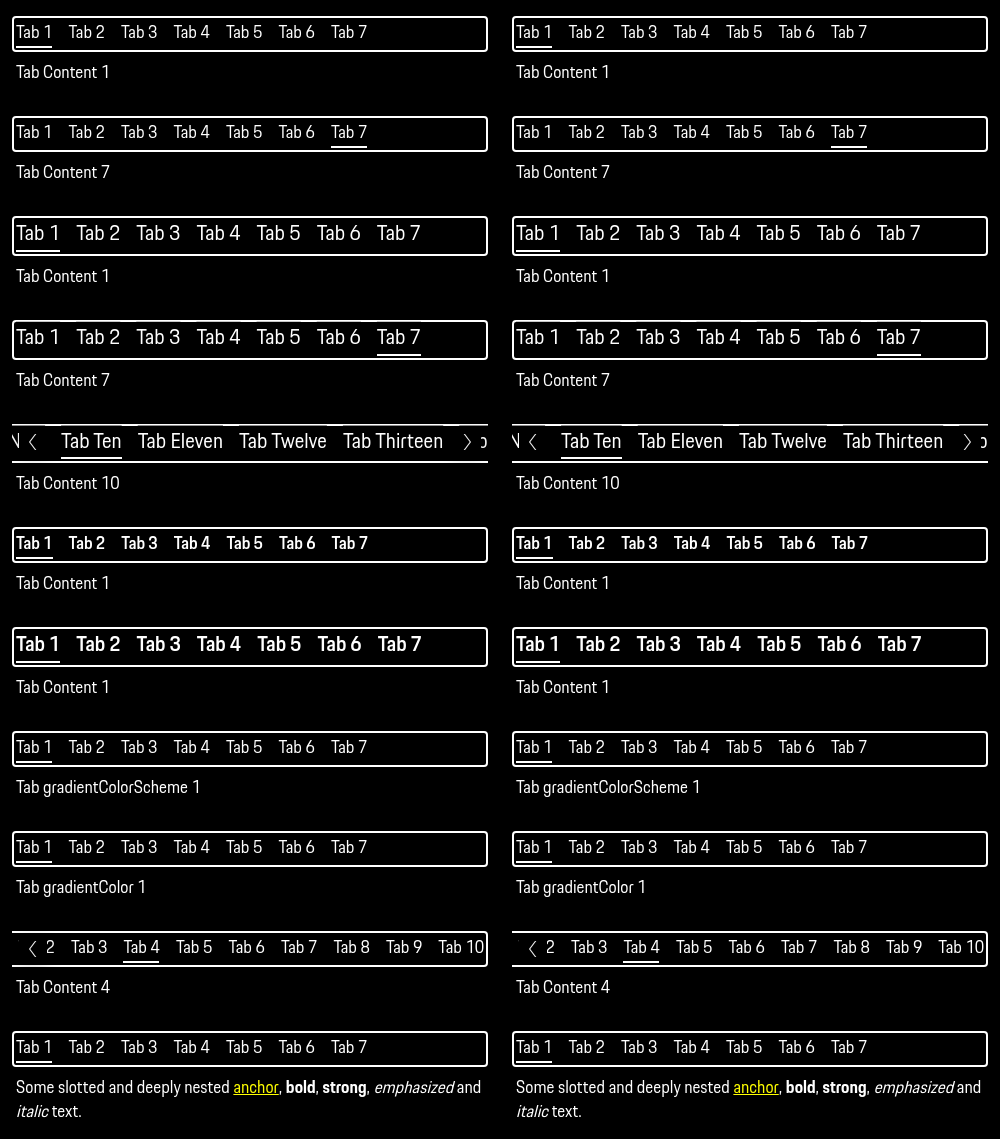 Tab 1 Tab 2 Tab 3 Tab 4 Tab 5 Tab 6 Tab 7
Tab Content 1
Tab 1 Tab 2 Tab 3 Tab 4 Tab 5 Tab 6 Tab 7
Tab Content 7
Tab 1 Tab 2 Tab 3 Tab 4 Tab 5 Tab 6 Tab 7
Tab Content 1
Tab 1 Tab 2 Tab 3 Tab 4 Tab 5 Tab 6 Tab 7
Tab Content 7
Tab Ten Tab Eleven Tab Twelve Tab Thirteen
Tab Content 10
Tab 1 Tab 2 Tab 3 Tab 4 Tab 5 Tab 6 Tab 7
Tab Content 1
Tab 1 Tab 2 Tab 3 Tab 4 Tab 5 Tab 6 Tab 7
Tab Content 1
Tab 1 Tab 2 Tab 3 Tab 4 Tab 5 Tab 6 Tab 7
Tab gradientColorScheme 1
Tab 1 Tab 2 Tab 3 Tab 4 Tab 5 Tab 6 Tab 7
Tab gradientColor 1
2 Tab 3 Tab 4 Tab 5 Tab 6 Tab 7 Tab 8 Tab 9 Tab 10
Tab Content 4
Tab 1 Tab 2 Tab 3 Tab 4 Tab 5 Tab 6 Tab 7
Some slotted and deeply nested anchor, bold, strong, emphasized and
italic text.
Tab 1 Tab 2 Tab 3 Tab 4 Tab 5 Tab 6 Tab 7
Tab Content 1
Tab 1 Tab 2 Tab 3 Tab 4 Tab 5 Tab 6 Tab 7
Tab Content 7
Tab 1 Tab 2 Tab 3 Tab 4 Tab 5 Tab 6 Tab 7
Tab Content 1
Tab 1 Tab 2 Tab 3 Tab 4 Tab 5 Tab 6 Tab 7
Tab Content 7
Tab Ten Tab Eleven Tab Twelve Tab Thirteen
Tab Content 10
Tab 1 Tab 2 Tab 3 Tab 4 Tab 5 Tab 6 Tab 7
Tab Content 1
Tab 1 Tab 2 Tab 3 Tab 4 Tab 5 Tab 6 Tab 7
Tab Content 1
Tab 1 Tab 2 Tab 3 Tab 4 Tab 5 Tab 6 Tab 7
Tab gradientColorScheme 1
Tab 1 Tab 2 Tab 3 Tab 4 Tab 5 Tab 6 Tab 7
Tab gradientColor 1
2 Tab 3 Tab 4 Tab 5 Tab 6 Tab 7 Tab 8 Tab 9 Tab 10
Tab Content 4
Tab 1 Tab 2 Tab 3 Tab 4 Tab 5 Tab 6 Tab 7
Some slotted and deeply nested anchor, bold, strong, emphasized and
italic text.